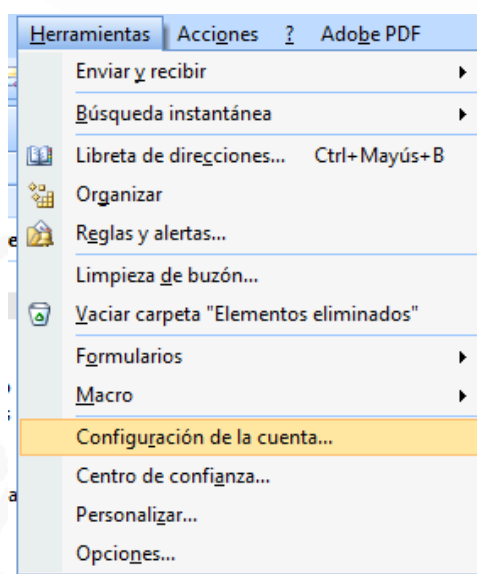 Herramientas Acciones ? Adobe PDF
Enviar y recibir
Búsqueda instantánea
Libreta de direcciones... Ctrl+Mayús+B
Organizar
Reglas y alertas...
Limpieza de buzón...
Vaciar carpeta "Elementos eliminados"
Formularios
Macro
Configuración de la cuenta...
Centro de confianza...
Personalizar...
Opciones...